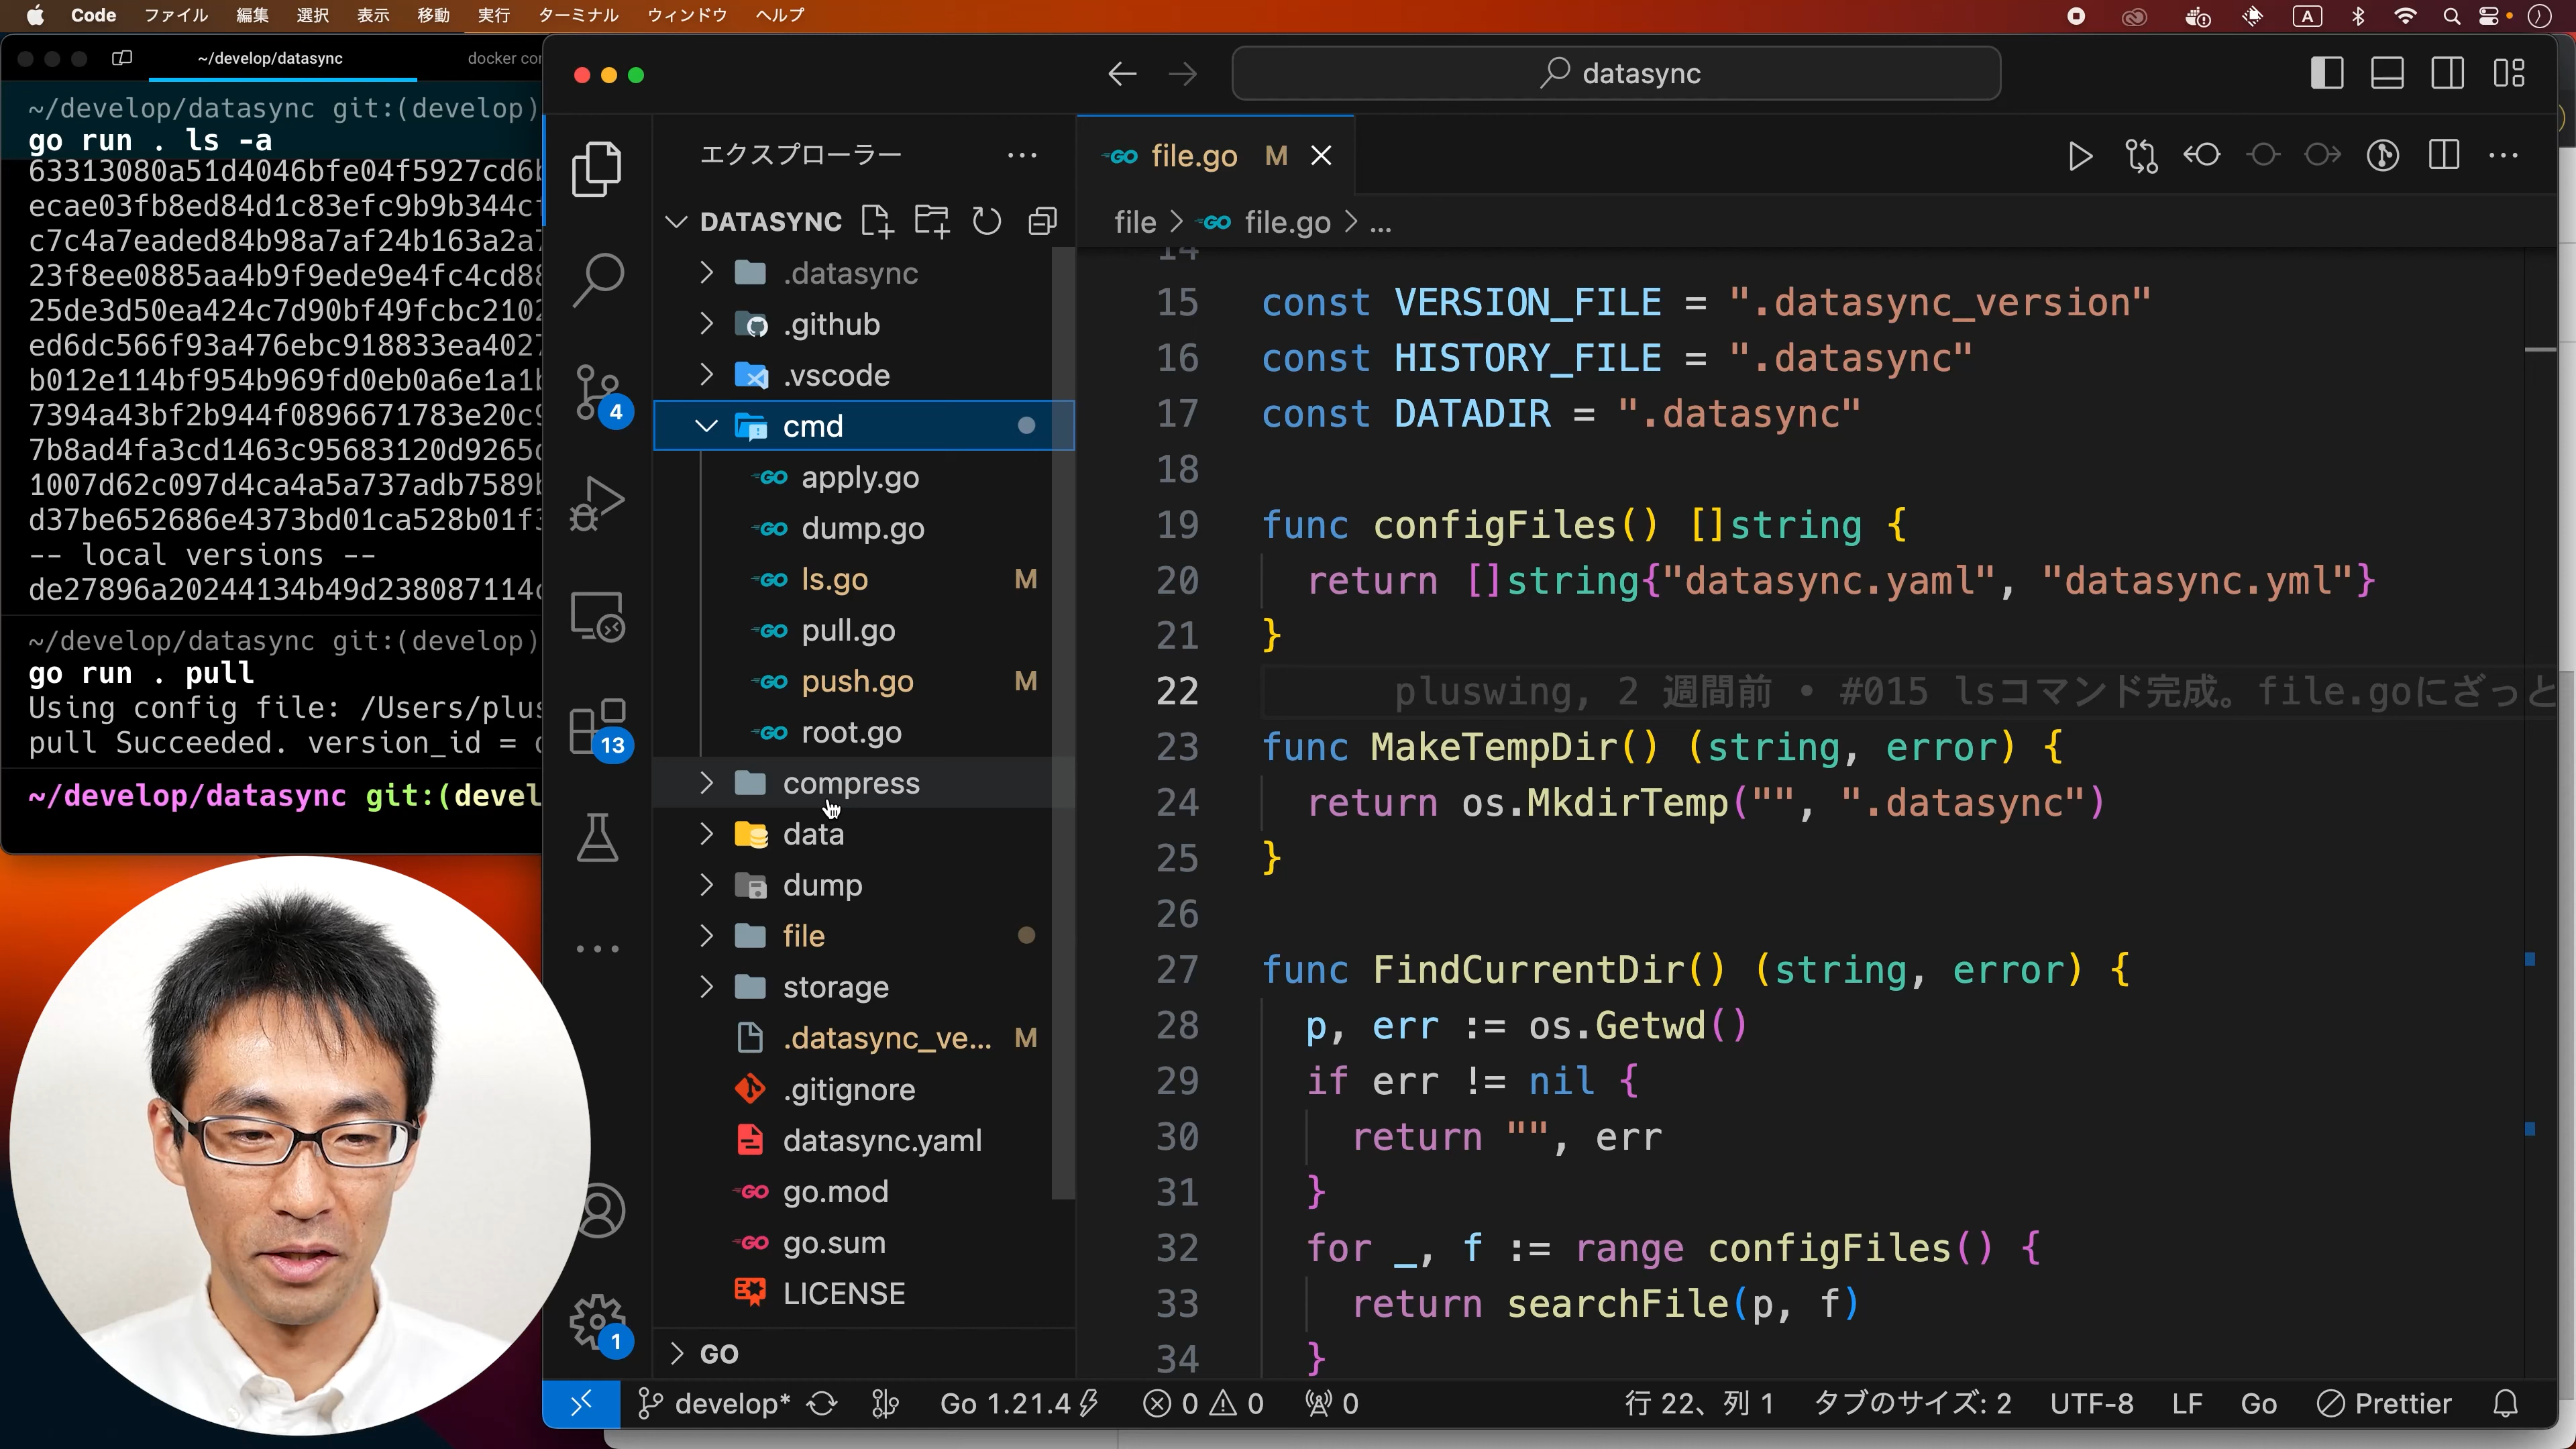 Code ファイル 編集 選択 表示 移動 実行 ターミナル ウィンドウ ヘルプ A
~/develop/datasync docker co
~/develop/datasync git:(develop)
go run . ls -a
63313080a51d4046bfe04f5927cd6
ecae03fb8ed84d1c83efc9b9b344c
c7c4a7eaded84b98a7af24b163a2a
23f8ee0885aa4b9f9ede9e4fc4cd8
25de3d50ea424c7d90bf49fcbc210
ed6dc566f93a476ebc918833ea402
b012e114bf954b969fd0eb0a6e1a1
7394a43bf2b944f0896671783e20c
7b8ad4fa3cd1463c95683120d9265
1007d62c097d4ca4a5a737adb7589
d37be652686e4373bd01ca528b01f
-- local versions --
de27896a20244134b49d238087114
~/develop/datasync git:(develop)
go run . pull
Using config file: /Users/plus
pull Succeeded. version_id =
~/develop/datasync git:(devel
datasync
エクスプローラー
DATASYNC
.datasync
.github
.vscode
cmd
apply.go
dump.go
ls.go M
pull.go
push.go M
root.go
compress
data
dump
file
storage
.datasync_ve... M
.gitignore
datasync.yaml
go.mod
go.sum
LICENSE
GO
4
13
1
GO file.go M
file > GO file.go > ...
14
15 const VERSION_FILE = ".datasync_version"
16 const HISTORY_FILE = ".datasync"
17 const DATADIR = ".datasync"
18
19 func configFiles() []string {
20 return []string{"datasync.yaml", "datasync.yml"}
21 }
22 pluswing, 2 週間前 • #015 lsコマンド完成。file.goにざっと
23 func MakeTempDir() (string, error) {
24 return os.MkdirTemp("", ".datasync")
25 }
26
27 func FindCurrentDir() (string, error) {
28 p, err := os.Getwd()
29 if err != nil {
30 return "", err
31 }
32 for _, f := range configFiles() {
33 return searchFile(p, f)
34 }
develop* Go 1.21.4 0 0 0 行 22、列 1 タブのサイズ: 2 UTF-8 LF Go Prettier